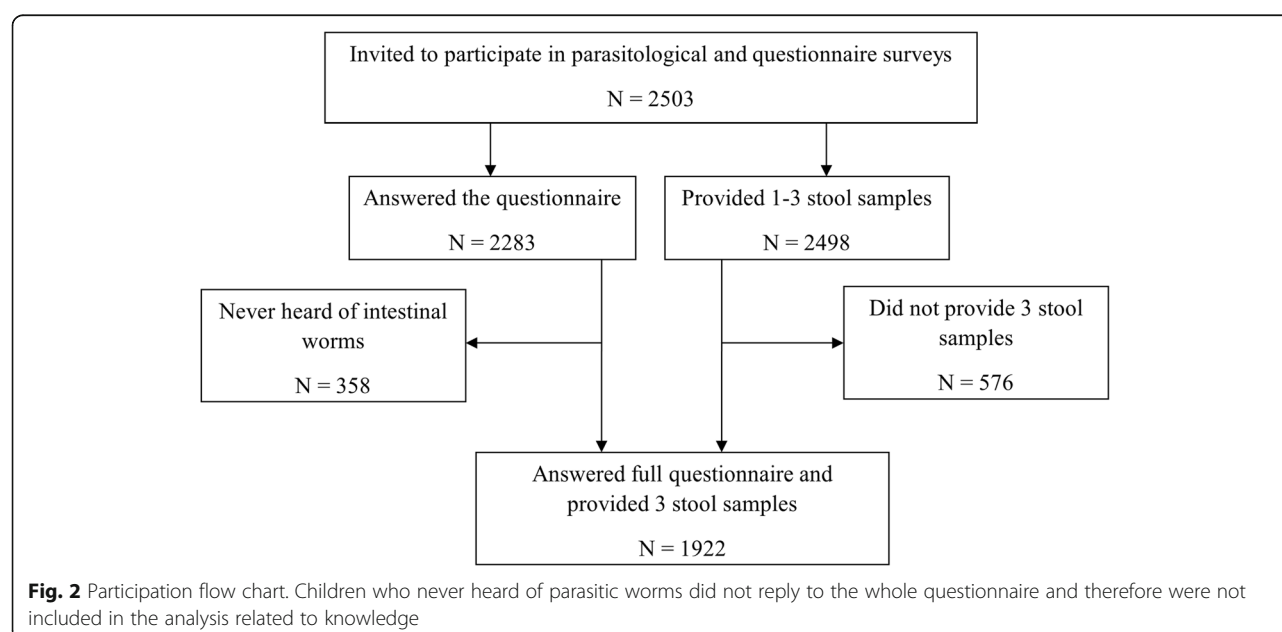 Invited to participate in parasitological and questionnaire surveys
N = 2503
Answered the questionnaire
N = 2283
Provided 1-3 stool samples
N = 2498
Never heard of intestinal
worms
N = 358
Did not provide 3 stool
samples
N = 576
Answered full questionnaire and
provided 3 stool samples
N = 1922
Fig. 2 Participation flow chart. Children who never heard of parasitic worms did not reply to the whole questionnaire and therefore were not
included in the analysis related to knowledge